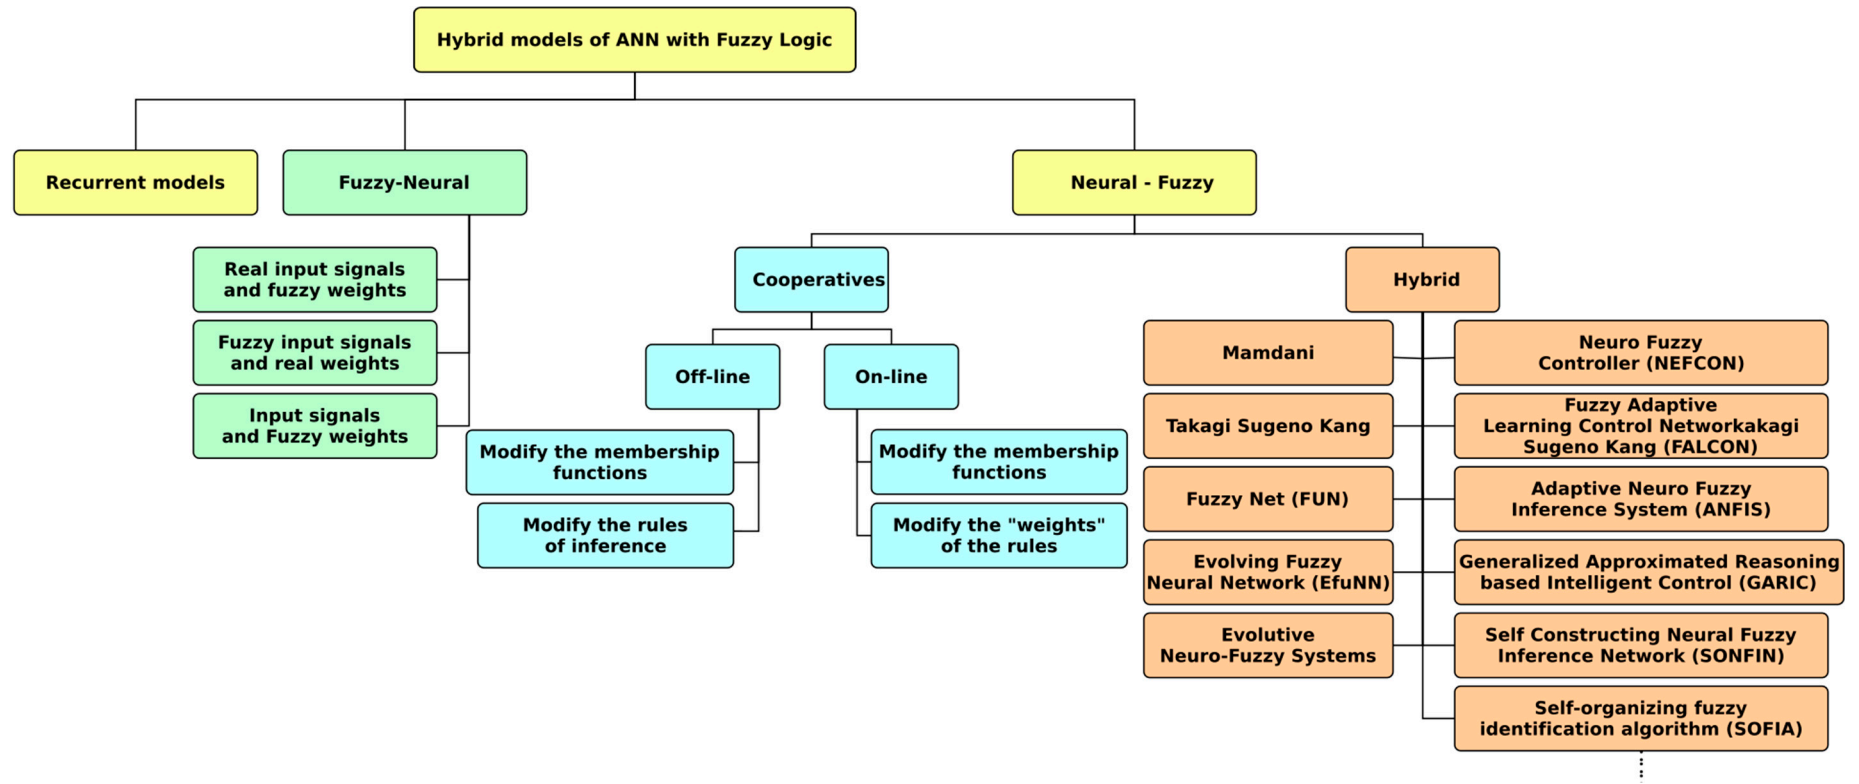 Hybrid models of ANN with Fuzzy Logic
Recurrent models
Fuzzy-Neural
Neural - Fuzzy
Real input signals
and fuzzy weights
Fuzzy input signals
and real weights
Input signals
and Fuzzy weights
Cooperatives
Off-line
On-line
Modify the membership
functions
Modify the rules
of inference
Modify the membership
functions
Modify the "weights"
of the rules
Hybrid
Mamdani
Takagi Sugeno Kang
Fuzzy Net (FUN)
Evolving Fuzzy
Neural Network (EfuNN)
Evolutive
Neuro-Fuzzy Systems
Neuro Fuzzy
Controller (NEFCON)
Fuzzy Adaptive
Learning Control Networkakagi
Sugeno Kang (FALCON)
Adaptive Neuro Fuzzy
Inference System (ANFIS)
Generalized Approximated Reasoning
based Intelligent Control (GARIC)
Self Constructing Neural Fuzzy
Inference Network (SONFIN)
Self-organizing fuzzy
identification algorithm (SOFIA)